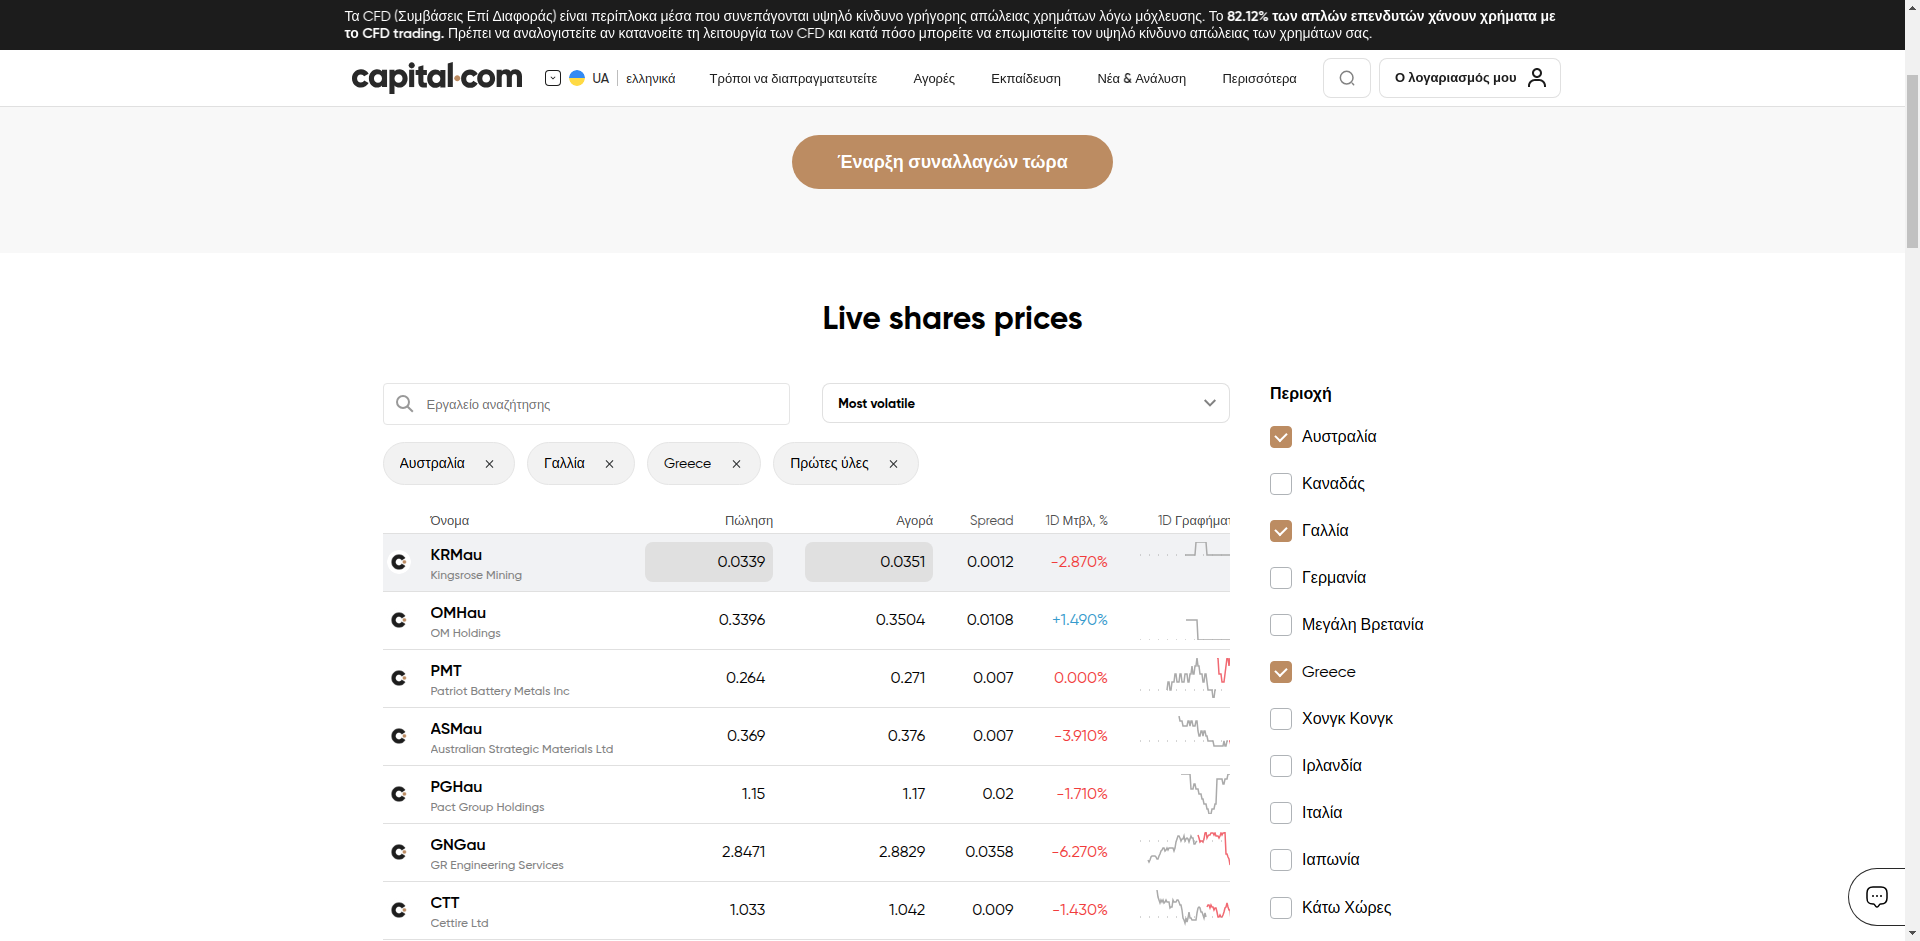 Τα CFD (Συμβάσεις Επί Διαφοράς) είναι περίπλοκα μέσα που συνεπάγονται υψηλό κίνδυνο γρήγορης απώλειας χρημάτων λόγω μόχλευσης. Το 82.12% των απλών επενδυτών χάνουν χρήματα με
το CFD trading. Πρέπει να αναλογιστείτε αν κατανοείτε τη λειτουργία των CFD και κατά πόσο μπορείτε να επωμιστείτε τον υψηλό κίνδυνο απώλειας των χρημάτων σας.
capital.com UA ελληνικά Τρόποι να διαπραγματευτείτε Αγορές Εκπαίδευση Νέα & Ανάλυση Περισσότερα Ο λογαριασμός μου
Έναρξη συναλλαγών τώρα
Live shares prices
Εργαλείο αναζήτησης Most volatile
Αυστραλία Γαλλία Greece Πρώτες ύλες
Όνομα Πώληση Αγορά Spread 1D Μτβλ, %
1D
KRMau 0.0339 0.0351 0.0012 -2.870%
Kingsrose Mining
OMHau 0.3396 0.3504 0.0108 +1.490%
OM Holdings
PMT 0.264 0.271 0.007 0.000%
Patriot Battery Metals Inc
ASMau 0.369 0.376 0.007 -3.910%
Australian Strategic Materials Ltd
PGHau 1.15 1.17 0.02 -1.710%
Pact Group Holdings
GNGau 2.8471 2.8829 0.0358 -6.270%
GR Engineering Services
CTT 1.033 1.042 0.009 -1.430%
Cettire Ltd
Περιοχή
Αυστραλία
Καναδάς
Γαλλία
Γερμανία
Μεγάλη Βρετανία
Greece
Χονγκ Κονγκ
Ιρλανδία
Ιταλία
Ιαπωνία
Κάτω Χώρες